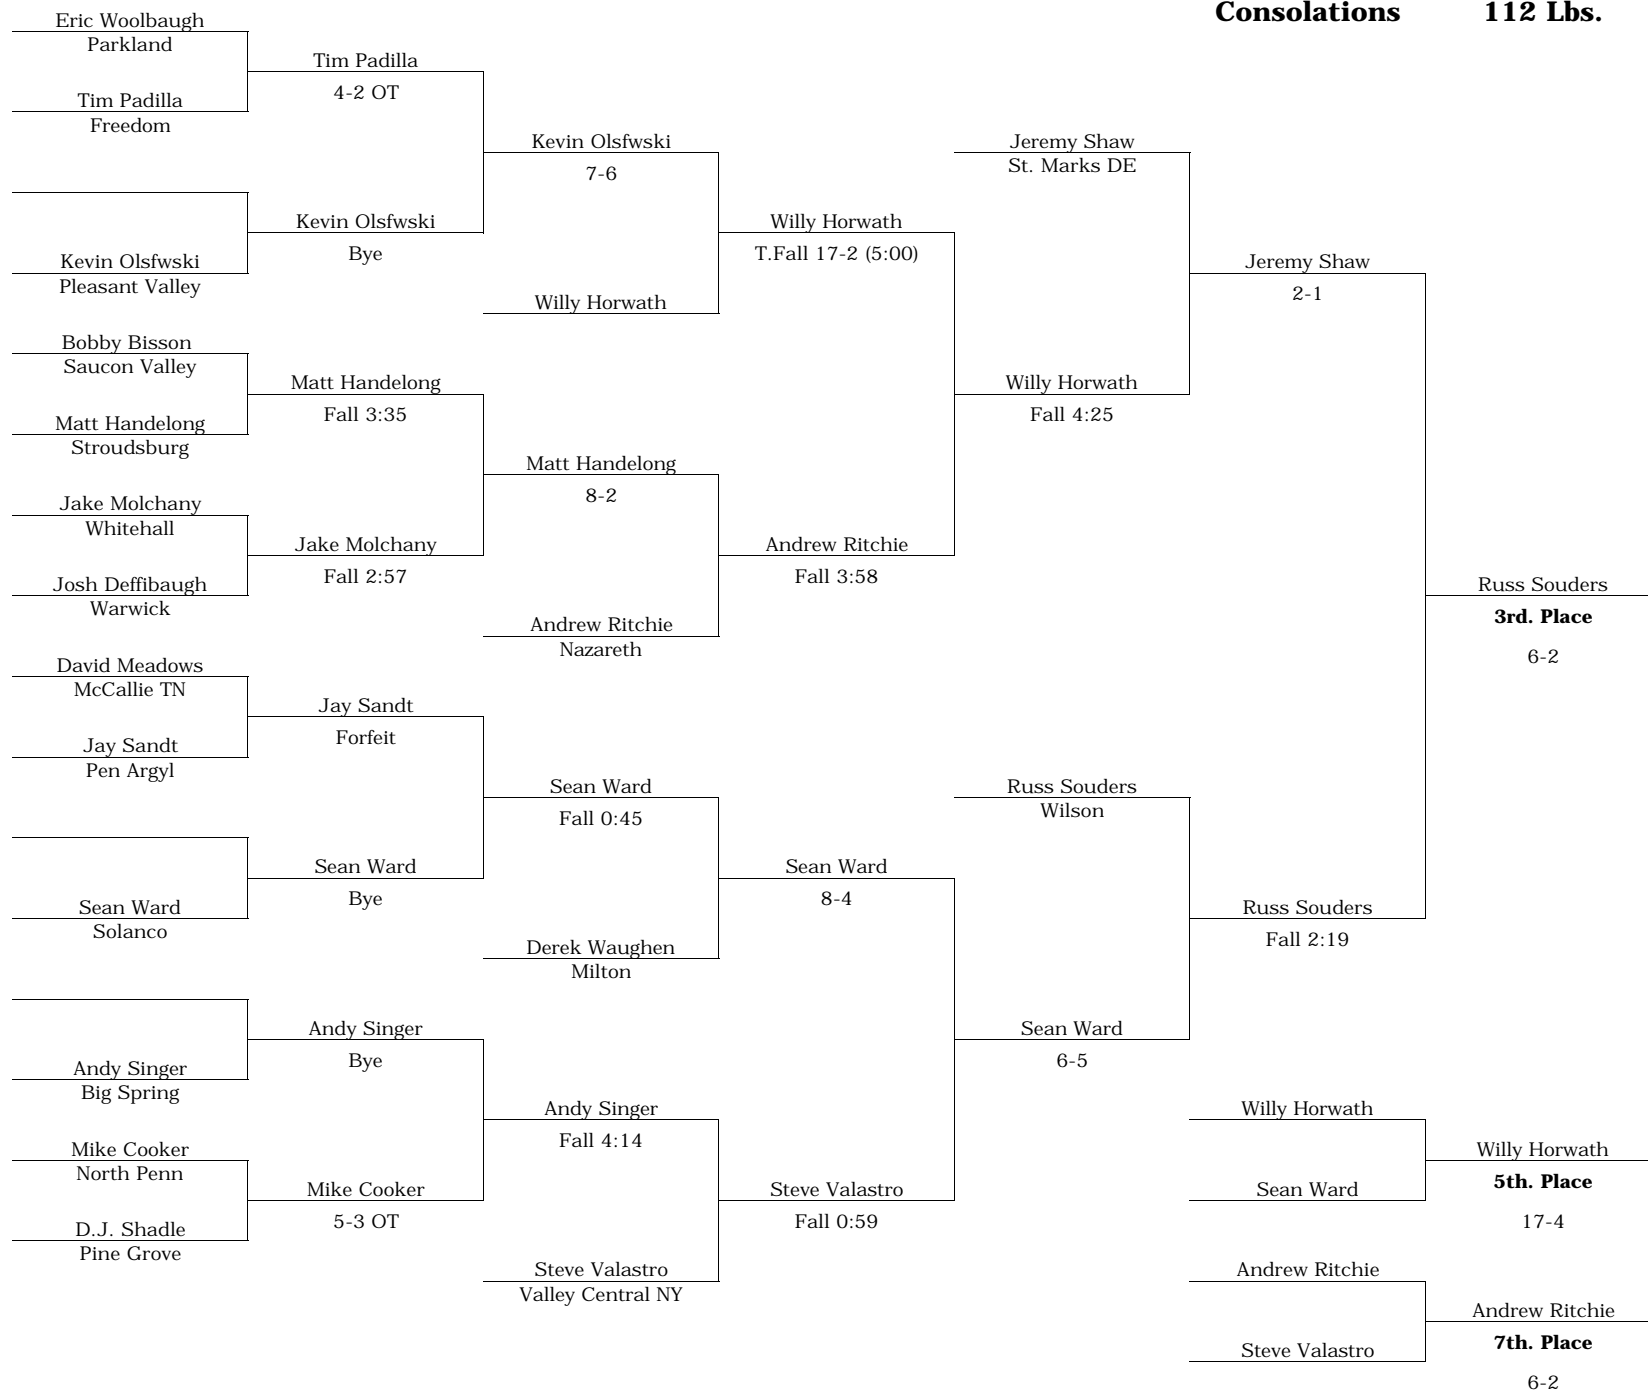 Consolations 112 Lbs.
Eric Woolbaugh
Parkland
Tim Padilla
Freedom
Kevin Olsfwski
Pleasant Valley
Bobby Bisson
Saucon Valley
Matt Handelong
Stroudsburg
Jake Molchany
Whitehall
Josh Deffibaugh
Warwick
David Meadows
McCallie TN
Jay Sandt
Pen Argyl
Sean Ward
Solanco
Andy Singer
Big Spring
Mike Cooker
North Penn
D.J. Shadle
Pine Grove
Tim Padilla
4-2 OT
Kevin Olsfwski
Bye
Matt Handelong
Fall 3:35
Jake Molchany
Fall 2:57
Jay Sandt
Forfeit
Sean Ward
Bye
Andy Singer
Bye
Mike Cooker
5-3 OT
Kevin Olsfwski
7-6
Willy Horwath
Matt Handelong
8-2
Andrew Ritchie
Nazareth
Sean Ward
Fall 0:45
Derek Waughen
Milton
Andy Singer
Fall 4:14
Steve Valastro
Valley Central NY
Willy Horwath
T.Fall 17-2 (5:00)
Andrew Ritchie
Fall 3:58
Sean Ward
8-4
Steve Valastro
Fall 0:59
Jeremy Shaw
St. Marks DE
Willy Horwath
Fall 4:25
Russ Souders
Wilson
Sean Ward
6-5
Jeremy Shaw
2-1
Russ Souders
Fall 2:19
Russ Souders
3rd. Place
6-2
Willy Horwath
Sean Ward
Willy Horwath
5th. Place
17-4
Andrew Ritchie
Steve Valastro
Andrew Ritchie
7th. Place
6-2